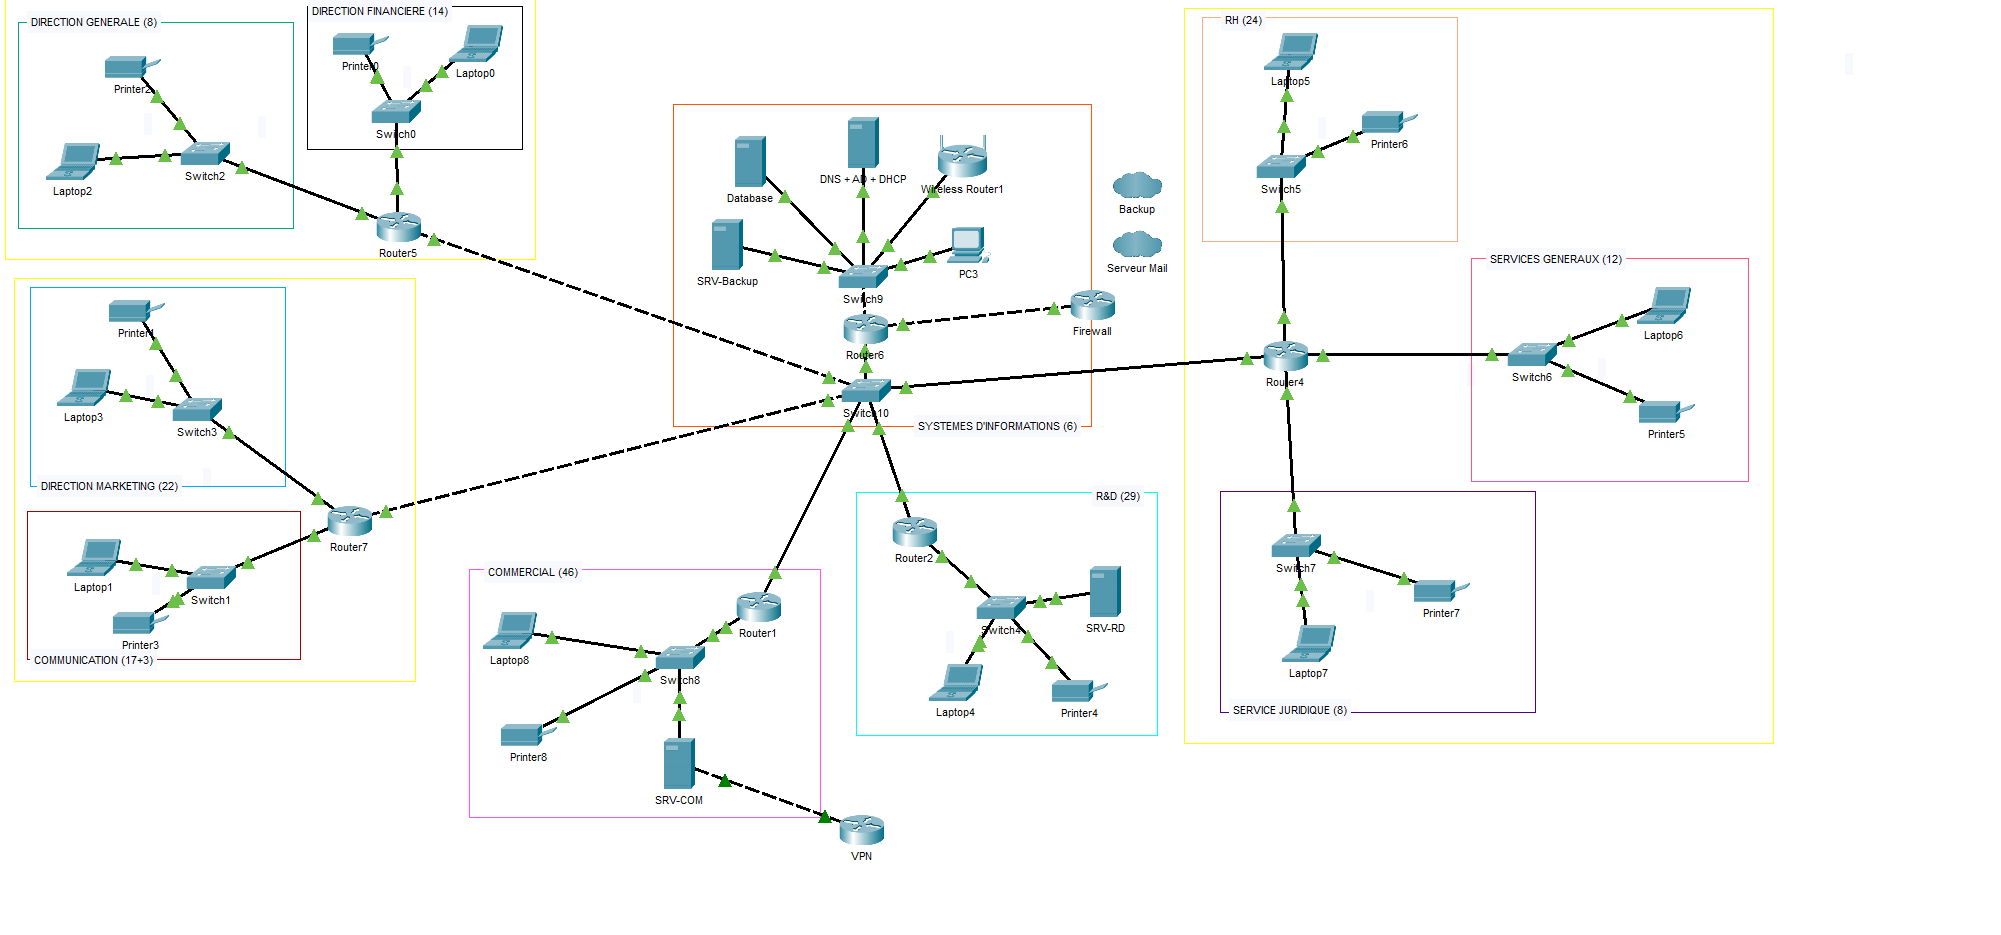 DIRECTION GENERALE (8)
Printer2
Laptop2
Switch2
DIRECTION FINANCIERE (14)
Printer0
Laptop0
Switch0
Router5
Printer1
Laptop3
Switch3
DIRECTION MARKETING (22)
Router7
Laptop1
Switch1
Printer3
COMMUNICATION (17+3)
Database
DNS + AD + DHCP
Wireless Router1
SRV-Backup
PC3
Switch9
Router6
Firewall
Switch10
SYSTEMES D'INFORMATIONS (6)
Backup
Serveur Mail
COMMERCIAL (46)
Laptop8
Router1
Switch8
Printer8
SRV-COM
VPN
R&D (29)
Router2
Switch4
SRV-RD
Laptop4
Printer4
RH (24)
Laptop5
Printer6
Switch5
Router4
SERVICES GENERAUX (12)
Laptop6
Switch6
Printer5
Switch7
Printer7
Laptop7
SERVICE JURIDIQUE (8)